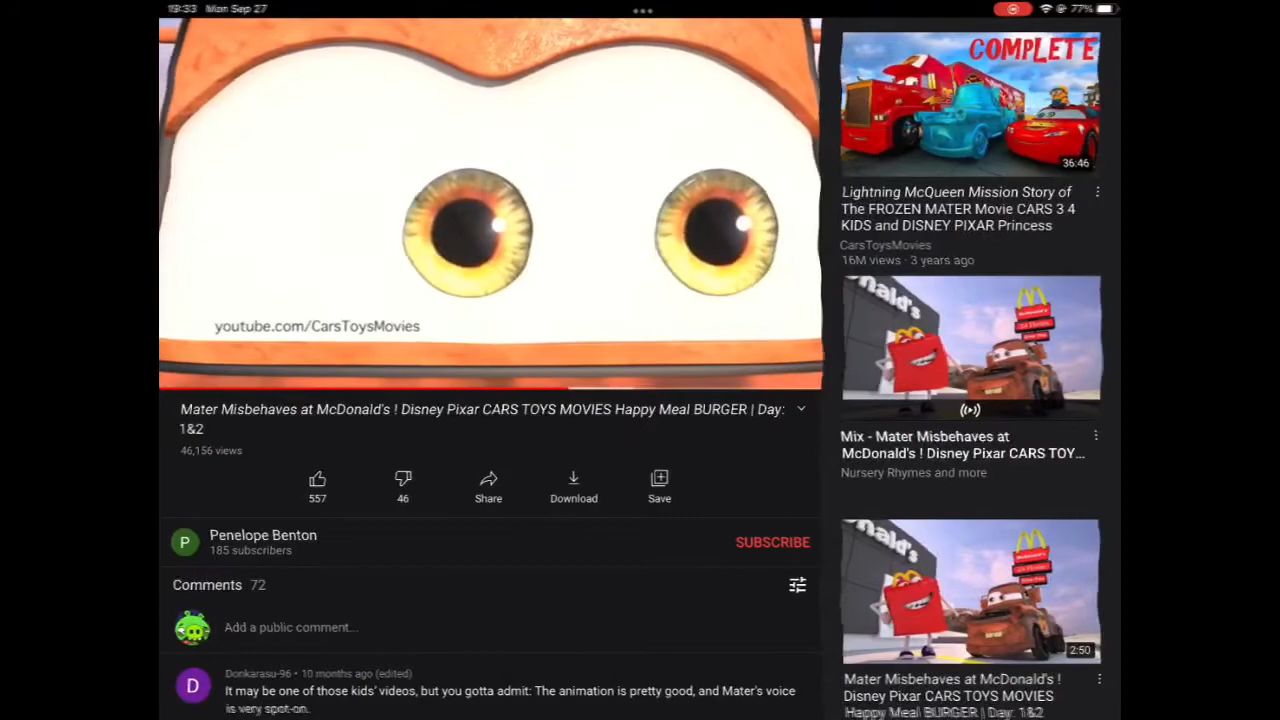 19:33 Mon Sep 27
77%
youtube.com/CarsToysMovies
Mater Misbehaves at McDonald's ! Disney Pixar CARS TOYS MOVIES Happy Meal BURGER | Day:
1&2
46,156 views
557
46
Share
Download
Save
P
Penelope Benton
185 subscribers
SUBSCRIBE
Comments 72
Add a public comment...
D
Donkarasu-96 • 10 months ago (edited)
It may be one of those kids' videos, but you gotta admit: The animation is pretty good, and Mater's voice
is very spot-on.
COMPLETE
36:46
Lightning McQueen Mission Story of
The FROZEN MATER Movie CARS 3 4
KIDS and DISNEY PIXAR Princess
CarsToysMovies
16M views · 3 years ago
nald's
McDonald's
Mix - Mater Misbehaves at
McDonald's ! Disney Pixar CARS TOY...
Nursery Rhymes and more
nald's
McDonald's
2:50
Mater Misbehaves at McDonald's !
Disney Pixar CARS TOYS MOVIES
Happy Meal BURGER | Day: 1&2